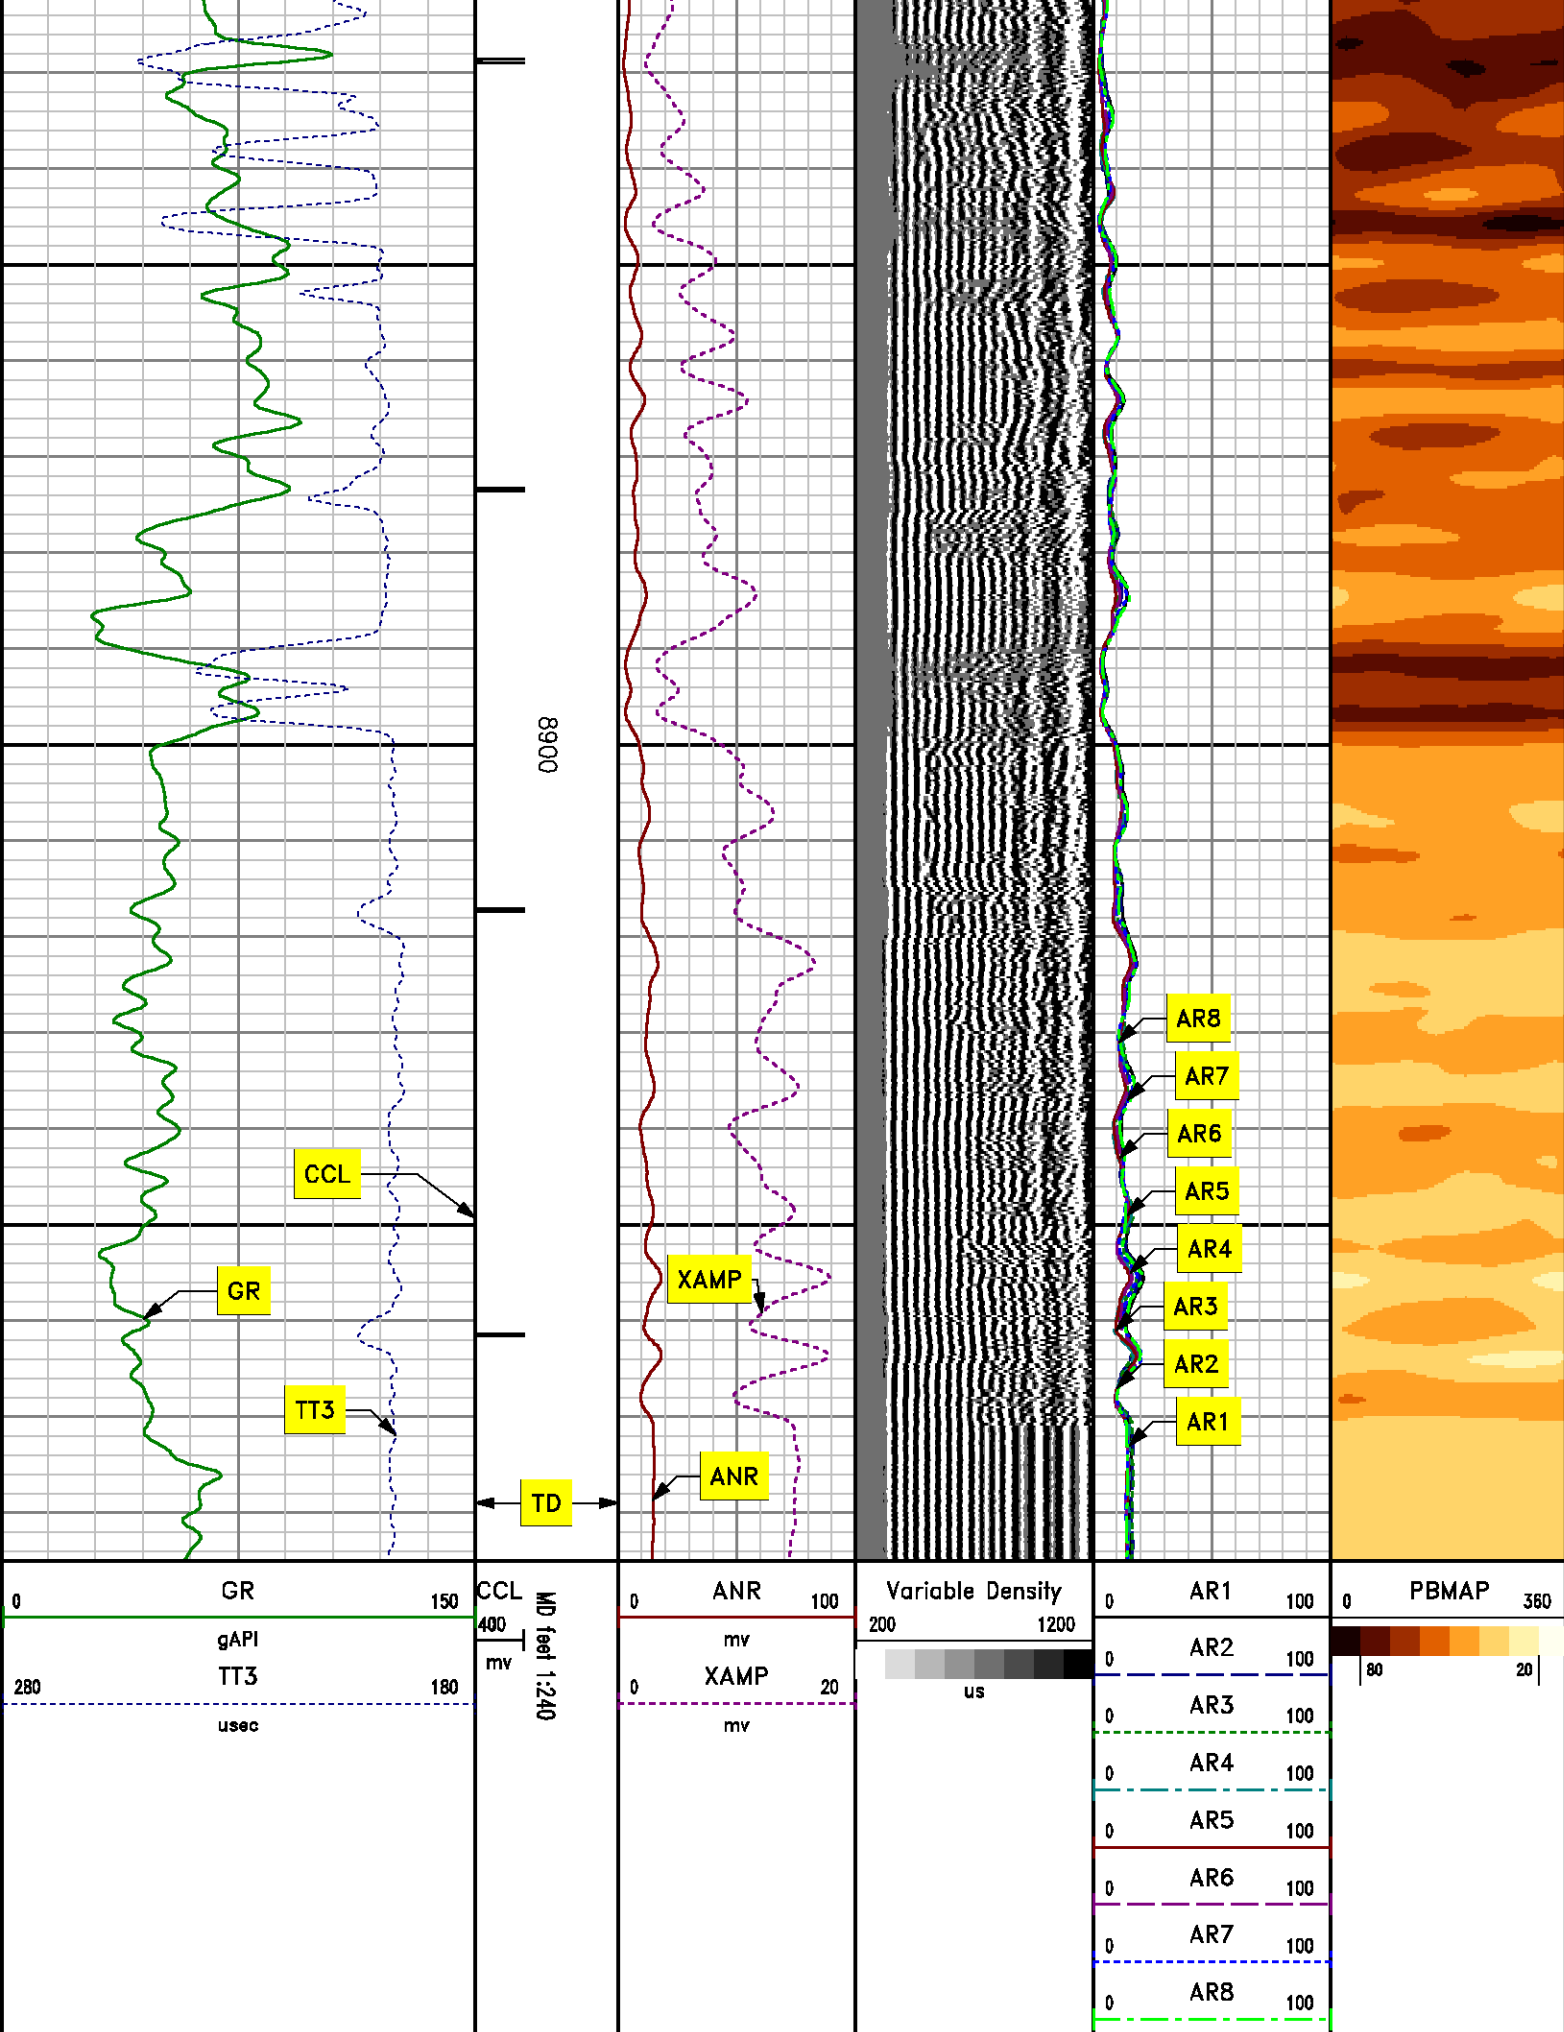 8900
AR8
AR7
AR6
CCL
AR5
AR4
XAMP
GR
AR3
AR2
TT3
AR1
ANR
TD
0 GR 150
gAPI
280 TT3 180
usec
CCL
400
mv
MD feet 1:240
0 ANR 100
mv
0 XAMP 20
mv
Variable Density
200 1200
us
0 AR1 100
0 AR2 100
0 AR3 100
0 AR4 100
0 AR5 100
0 AR6 100
0 AR7 100
0 AR8 100
0 PBMAP 360
80 20